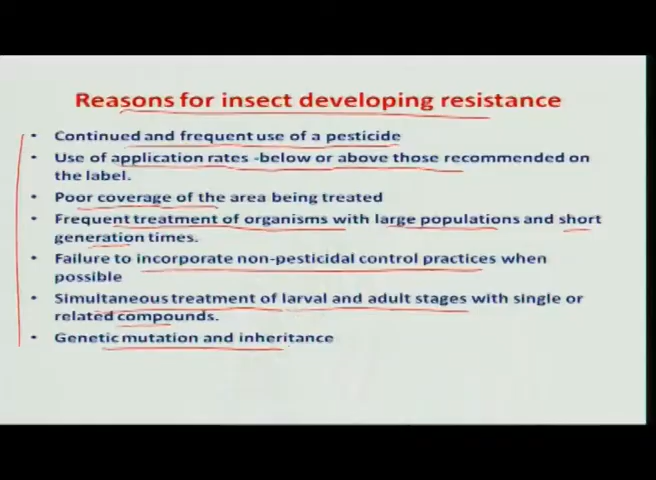 Reasons for insect developing resistance
• Continued and frequent use of a pesticide
• Use of application rates -below or above those recommended on
the label.
• Poor coverage of the area being treated
• Frequent treatment of organisms with large populations and short
generation times.
• Failure to incorporate non-pesticidal control practices when
possible
• Simultaneous treatment of larval and adult stages with single or
related compounds.
• Genetic mutation and inheritance